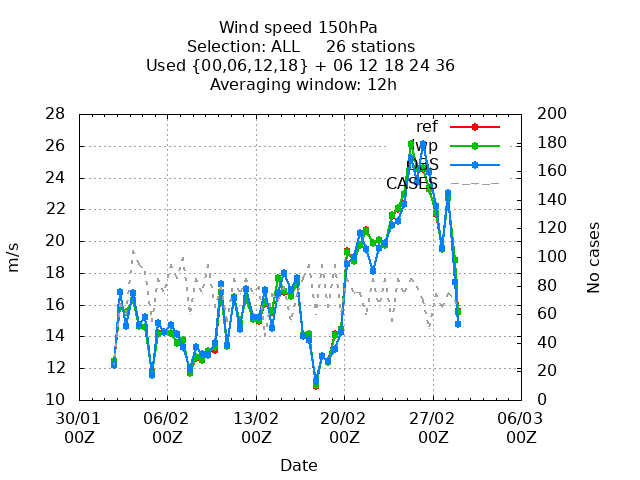 Wind speed 150hPa
Selection: ALL 26 stations
Used {00,06,12,18} + 06 12 18 24 36
Averaging window: 12h
28
26
24
22
20
18
16
14
12
10
m/s
ref
lwp
OBS
CASES
200
180
160
140
120
100
80
60
40
20
0
No cases
30/01 06/02 13/02 20/02 27/02 06/03
00Z 00Z 00Z 00Z 00Z 00Z
Date